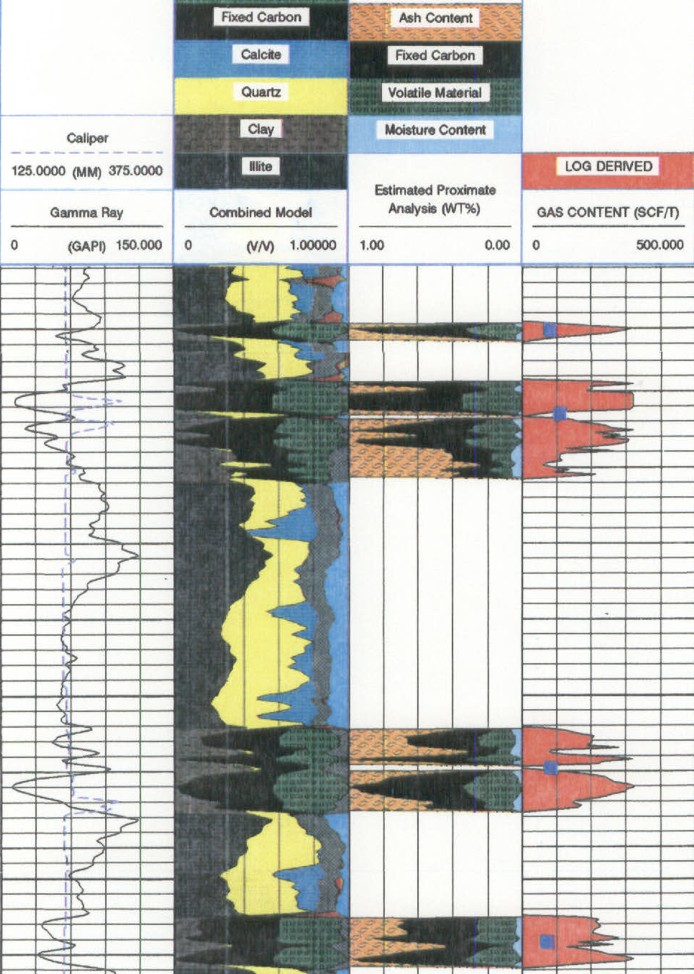 Fixed Carbon
Calcite
Quartz
Clay
Illite
Ash Content
Fixed Carbon
Volatile Material
Moisture Content
Caliper
125.0000 (MM) 375.0000
Gamma Ray
0 (GAPI) 150.000
Combined Model
0 (V/V) 1.00000
Estimated Proximate
Analysis (WT%)
1.00 0.00
LOG DERIVED
GAS CONTENT (SCF/T)
0 500.000